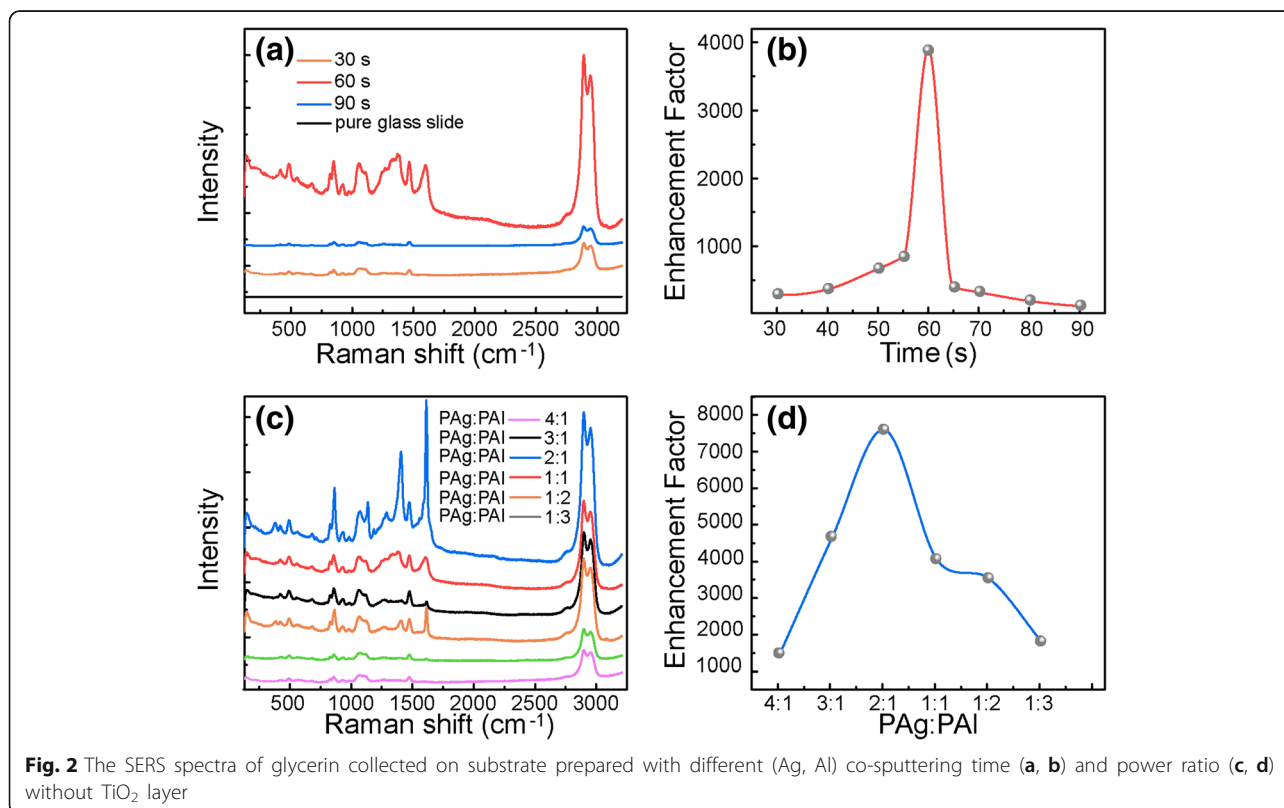 (a)
30 s
60 s
90 s
pure glass slide
Intensity
500 1000 1500 2000 2500 3000
Raman shift (cm⁻¹)
(b)
4000
3000
2000
1000
Enhancement Factor
30 40 50 60 70 80 90
Time (s)
(c)
PAg:PAl 4:1
PAg:PAl 3:1
PAg:PAl 2:1
PAg:PAl 1:1
PAg:PAl 1:2
PAg:PAl 1:3
Intensity
500 1000 1500 2000 2500 3000
Raman shift (cm⁻¹)
(d)
8000
7000
6000
5000
4000
3000
2000
1000
Enhancement Factor
4:1 3:1 2:1 1:1 1:2 1:3
PAg:PAl
Fig. 2 The SERS spectra of glycerin collected on substrate prepared with different (Ag, Al) co-sputtering time (a, b) and power ratio (c, d)
without TiO₂ layer